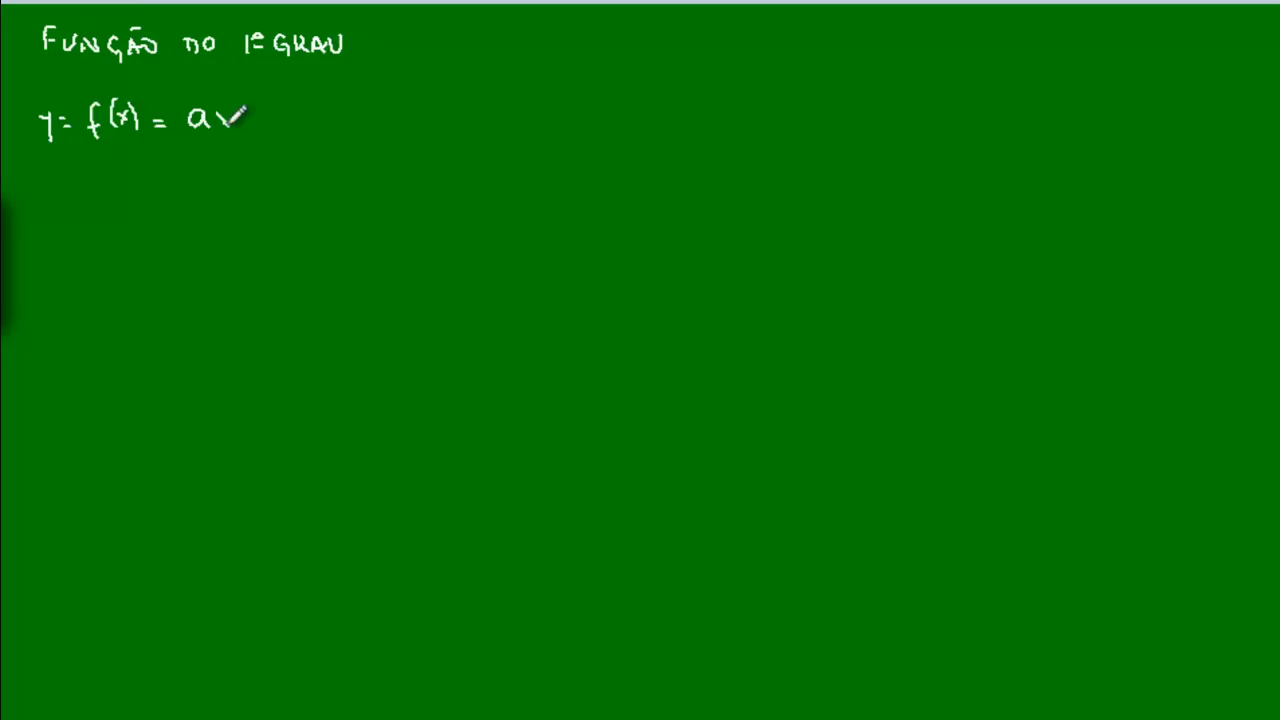 FUNÇÃO DO 1º GRAU
y = f(x) = a